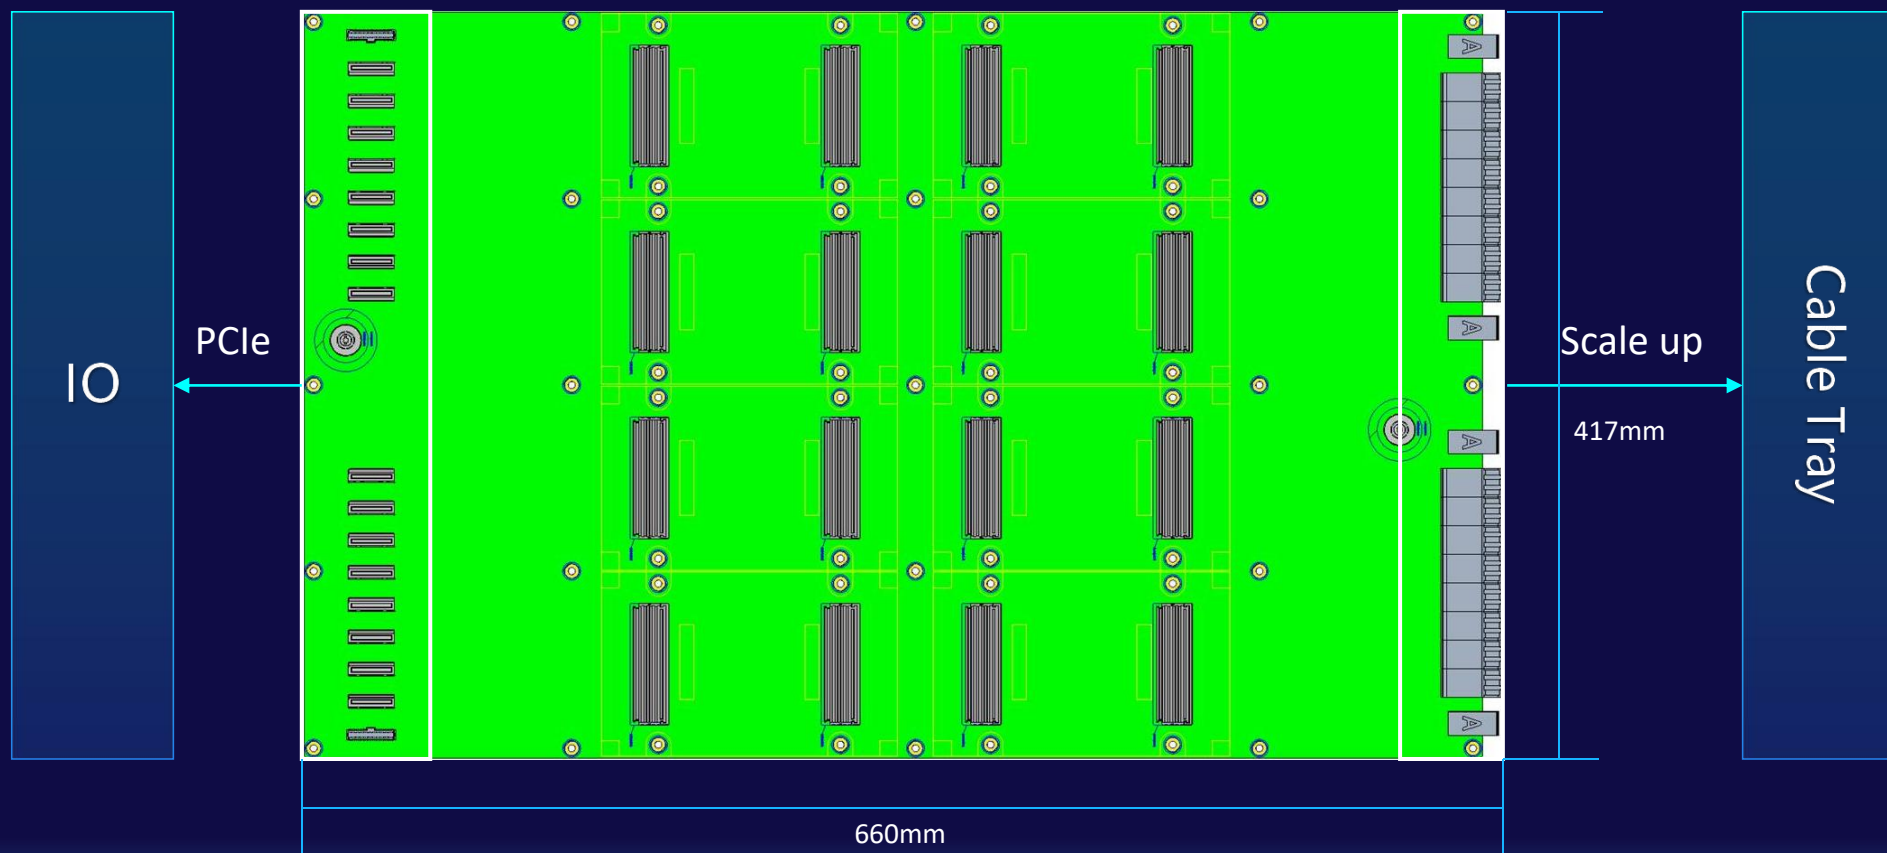 IO
PCIe
A
A
Scale up
A
417mm
A
Cable Tray
660mm